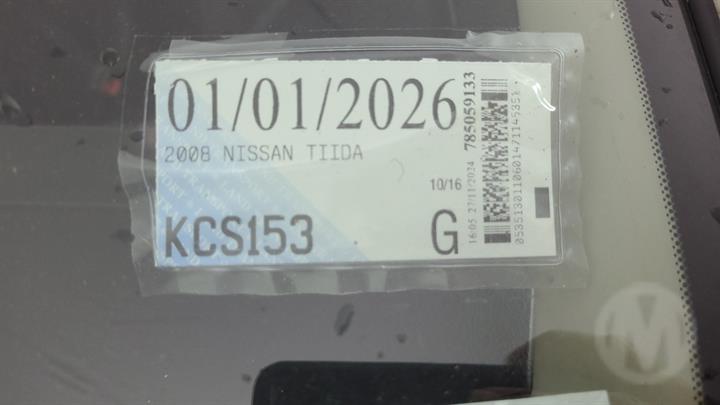 01/01/2026
2008 NISSAN TIIDA
10/16
KCS153
G
16:05 27/11/2024
785059133
M